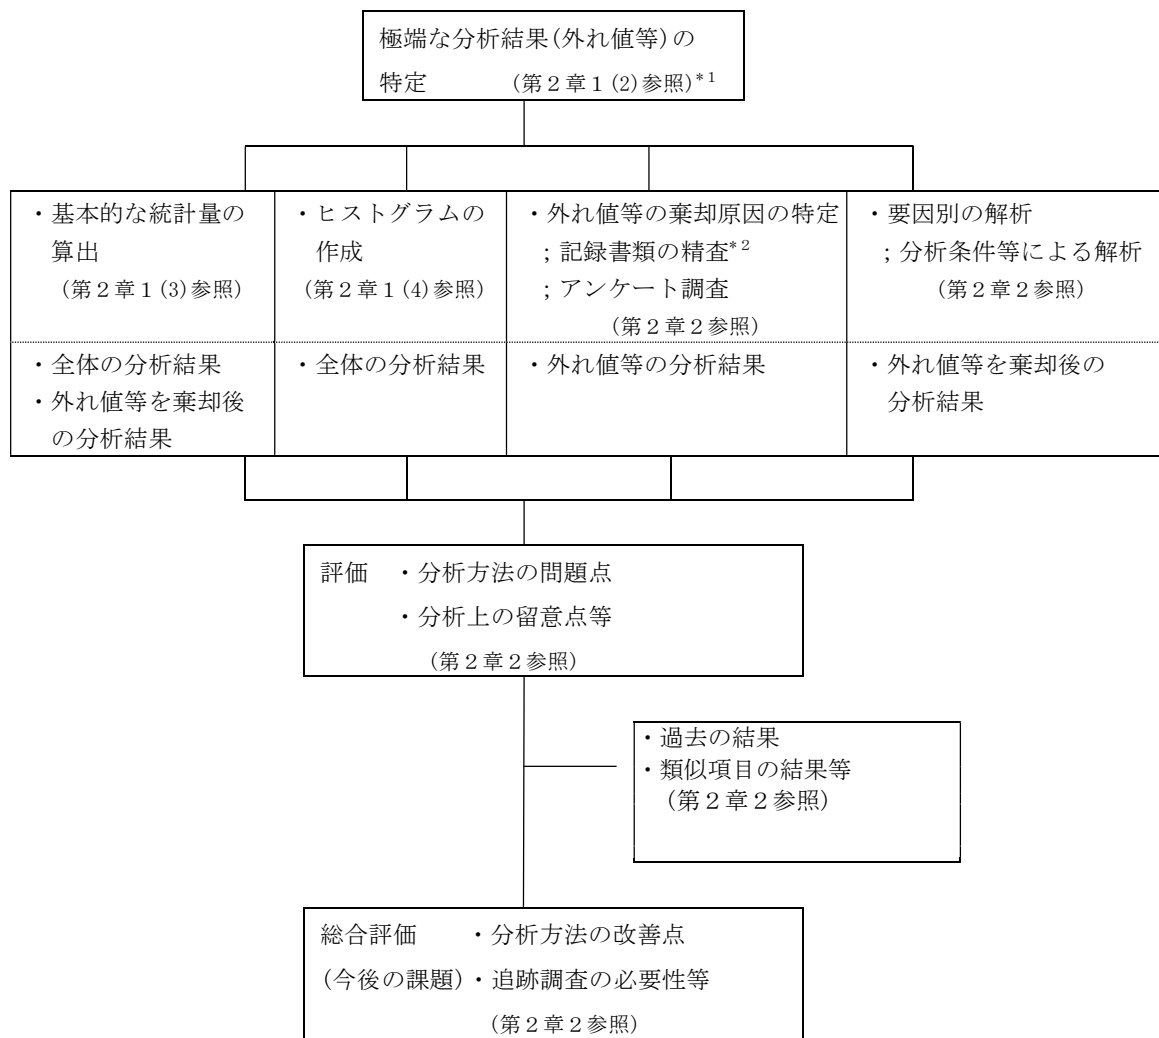 極端な分析結果(外れ値等)の
特定 (第2章1(2)参照)*1
・基本的な統計量の
算出
(第2章1(3)参照)
・全体の分析結果
・外れ値等を棄却後
の分析結果
・ヒストグラムの
作成
(第2章1(4)参照)
・全体の分析結果
・外れ値等の棄却原因の特定
;記録書類の精査*2
;アンケート調査
(第2章2参照)
・外れ値等の分析結果
・要因別の解析
;分析条件等による解析
(第2章2参照)
・外れ値等を棄却後の
分析結果
評価 ・分析方法の問題点
・分析上の留意点等
(第2章2参照)
・過去の結果
・類似項目の結果等
(第2章2参照)
総合評価 ・分析方法の改善点
(今後の課題)・追跡調査の必要性等
(第2章2参照)